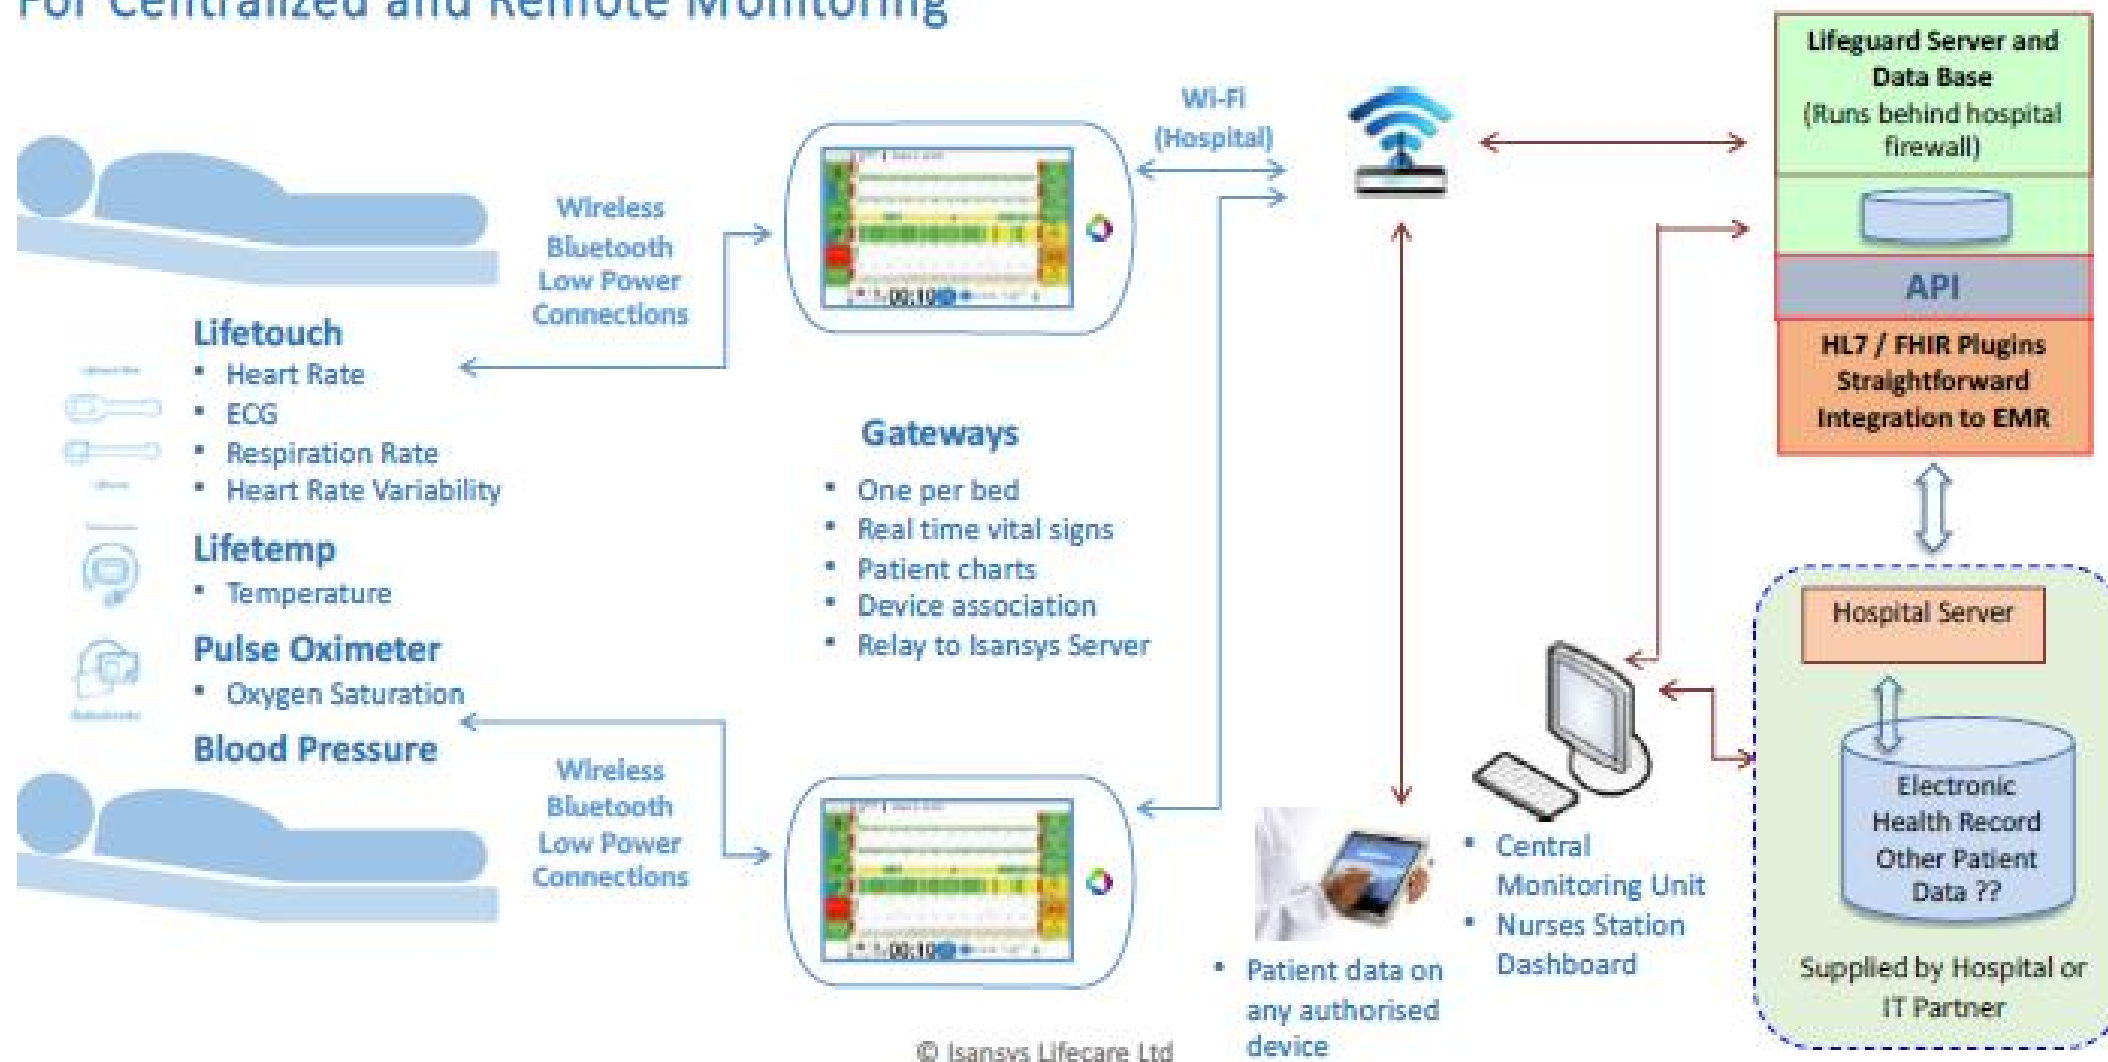 For Centralized and Remote Monitoring
Wireless
Bluetooth
Low Power
Connections
Lifetouch
• Heart Rate
• ECG
• Respiration Rate
• Heart Rate Variability
Lifetemp
• Temperature
Pulse Oximeter
• Oxygen Saturation
Blood Pressure
Wireless
Bluetooth
Low Power
Connections
00:10
Gateways
• One per bed
• Real time vital signs
• Patient charts
• Device association
• Relay to Isansys Server
00:10
Wi-Fi
(Hospital)
• Patient data on
any authorised
device
• Central
Monitoring Unit
• Nurses Station
Dashboard
Lifeguard Server and
Data Base
(Runs behind hospital
firewall)
API
HL7 / FHIR Plugins
Straightforward
Integration to EMR
Hospital Server
Electronic
Health Record
Other Patient
Data ??
Supplied by Hospital or
IT Partner
© Isansys Lifecare Ltd